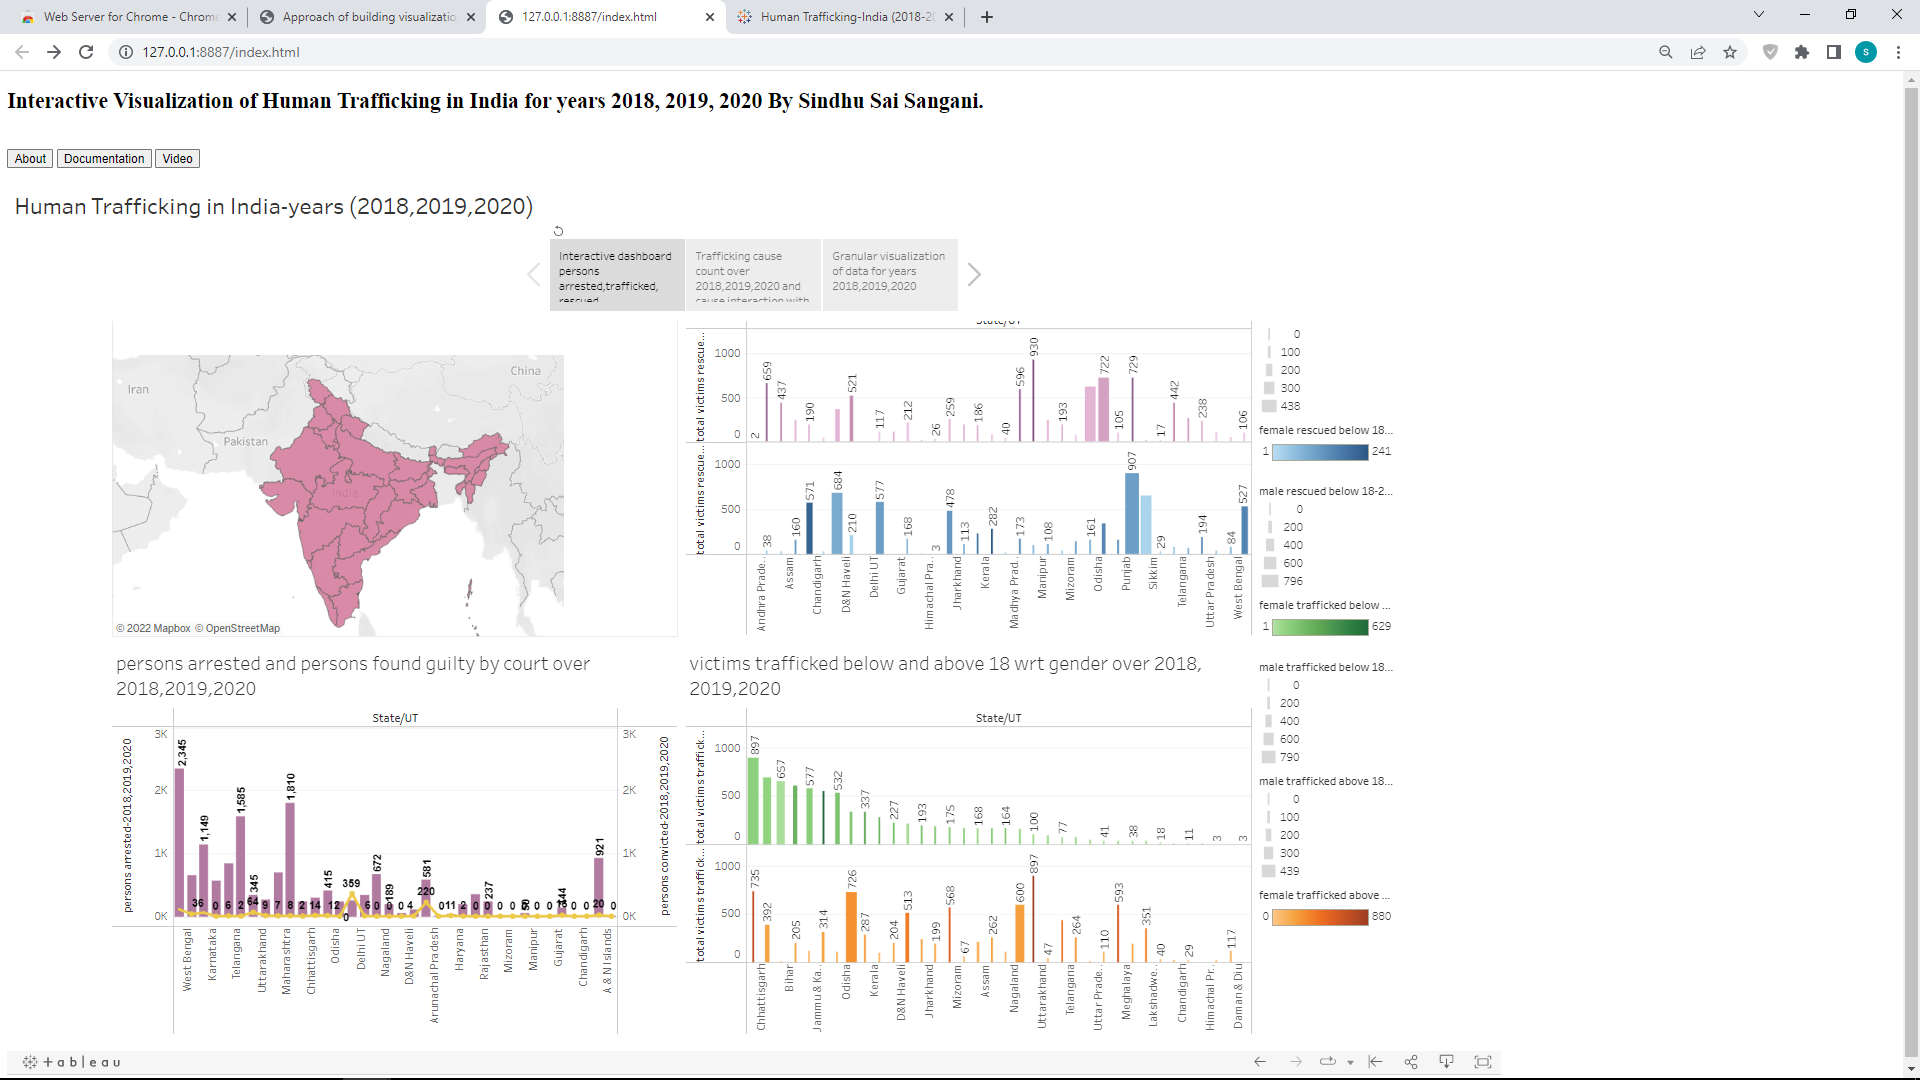 Web Server for Chrome - Chrome
Approach of building visualizatio
127.0.0.1:8887/index.html
Human Trafficking-India (2018-20
127.0.0.1:8887/index.html
s
Interactive Visualization of Human Trafficking in India for years 2018, 2019, 2020 By Sindhu Sai Sangani.
About Documentation Video
Human Trafficking in India-years (2018,2019,2020)
Interactive dashboard
persons
arrested,trafficked,
rescued
Trafficking cause
count over
2018,2019,2020 and
cause interaction with
Granular visualization
of data for years
2018,2019,2020
Iran
China
Pakistan
India
© 2022 Mapbox © OpenStreetMap
State/UT
total victims rescue...
1000
500
0
2
659
437
190
521
117
212
26
259
186
40
596
930
193
722
105
729
17
442
238
106
total victims rescue...
1000
500
0
38
160
571
684
210
577
168
3
478
113
282
173
108
161
907
29
194
84
527
Andhra Prade..
Assam
Chandigarh
D&N Haveli
Delhi UT
Gujarat
Himachal Pra..
Jharkhand
Kerala
Madhya Prad..
Manipur
Mizoram
Odisha
Punjab
Sikkim
Telangana
Uttar Pradesh
West Bengal
0
100
200
300
438
female rescued below 18...
1 241
male rescued below 18-2...
0
200
400
600
796
female trafficked below ...
1 629
male trafficked below 18...
0
200
400
600
790
male trafficked above 18...
0
100
200
300
439
female trafficked above ...
0 880
persons arrested and persons found guilty by court over
2018,2019,2020
State/UT
persons arrested-2018,2019,2020
3K
2K
1K
0K
2,345
1,149
1,585
345
1,810
415
359
672
189
581
220
237
144
921
36 0 6 2 64 9 7 8 2 14 12 0 6 0 0 4 0 11 2 0 0 0 0 0 0 0 20 0
3K
2K
1K
0K
persons convicted-2018,2019,2020
West Bengal
Karnataka
Telangana
Uttarakhand
Maharashtra
Chhattisgarh
Odisha
Delhi UT
Nagaland
D&N Haveli
Arunachal Pradesh
Haryana
Rajasthan
Mizoram
Manipur
Gujarat
Chandigarh
A & N Islands
victims trafficked below and above 18 wrt gender over 2018,
2019,2020
State/UT
total victims traffick...
1000
500
0
897
657
577
532
337
227
193
175
168
164
100
77
41
38
18
11
3
3
total victims traffick...
1000
500
0
735
392
205
314
726
287
204
513
199
568
67
262
600
897
47
264
110
593
351
40
29
117
Chhattisgarh
Bihar
Jammu & Ka..
Odisha
Kerala
D&N Haveli
Jharkhand
Mizoram
Assam
Nagaland
Uttarakhand
Telangana
Uttar Prade..
Meghalaya
Lakshadwe..
Chandigarh
Himachal Pr..
Daman & Diu
+ableau